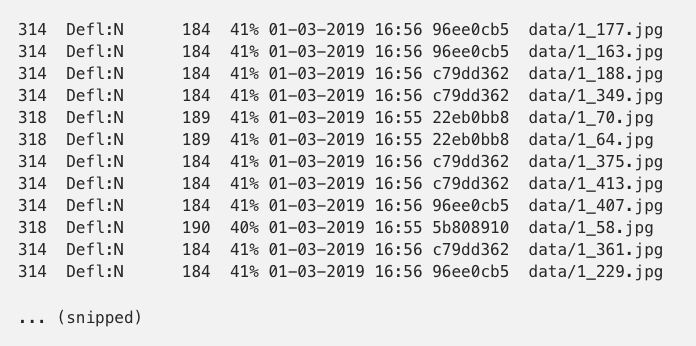 314  Defl:N      184  41% 01-03-2019 16:56 96ee0cb5  data/1_177.jpg
314  Defl:N      184  41% 01-03-2019 16:56 96ee0cb5  data/1_163.jpg
314  Defl:N      184  41% 01-03-2019 16:56 c79dd362  data/1_188.jpg
314  Defl:N      184  41% 01-03-2019 16:56 c79dd362  data/1_349.jpg
318  Defl:N      189  41% 01-03-2019 16:55 22eb0bb8  data/1_70.jpg
318  Defl:N      189  41% 01-03-2019 16:55 22eb0bb8  data/1_64.jpg
314  Defl:N      184  41% 01-03-2019 16:56 c79dd362  data/1_375.jpg
314  Defl:N      184  41% 01-03-2019 16:56 c79dd362  data/1_413.jpg
314  Defl:N      184  41% 01-03-2019 16:56 96ee0cb5  data/1_407.jpg
318  Defl:N      190  40% 01-03-2019 16:55 5b808910  data/1_58.jpg
314  Defl:N      184  41% 01-03-2019 16:56 c79dd362  data/1_361.jpg
314  Defl:N      184  41% 01-03-2019 16:56 96ee0cb5  data/1_229.jpg
... (snipped)